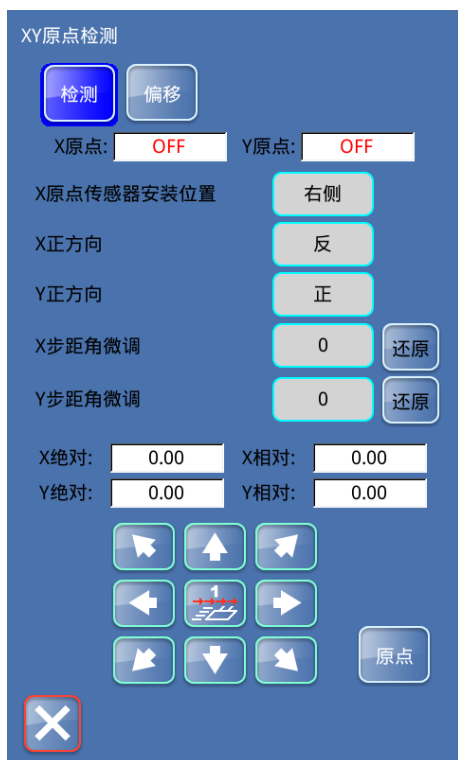 XY原点检测
检测 偏移
X原点: OFF Y原点: OFF
X原点传感器安装位置 右侧
X正方向 反
Y正方向 正
X步距角微调 0 还原
Y步距角微调 0 还原
X绝对: 0.00 X相对: 0.00
Y绝对: 0.00 Y相对: 0.00
1
原点